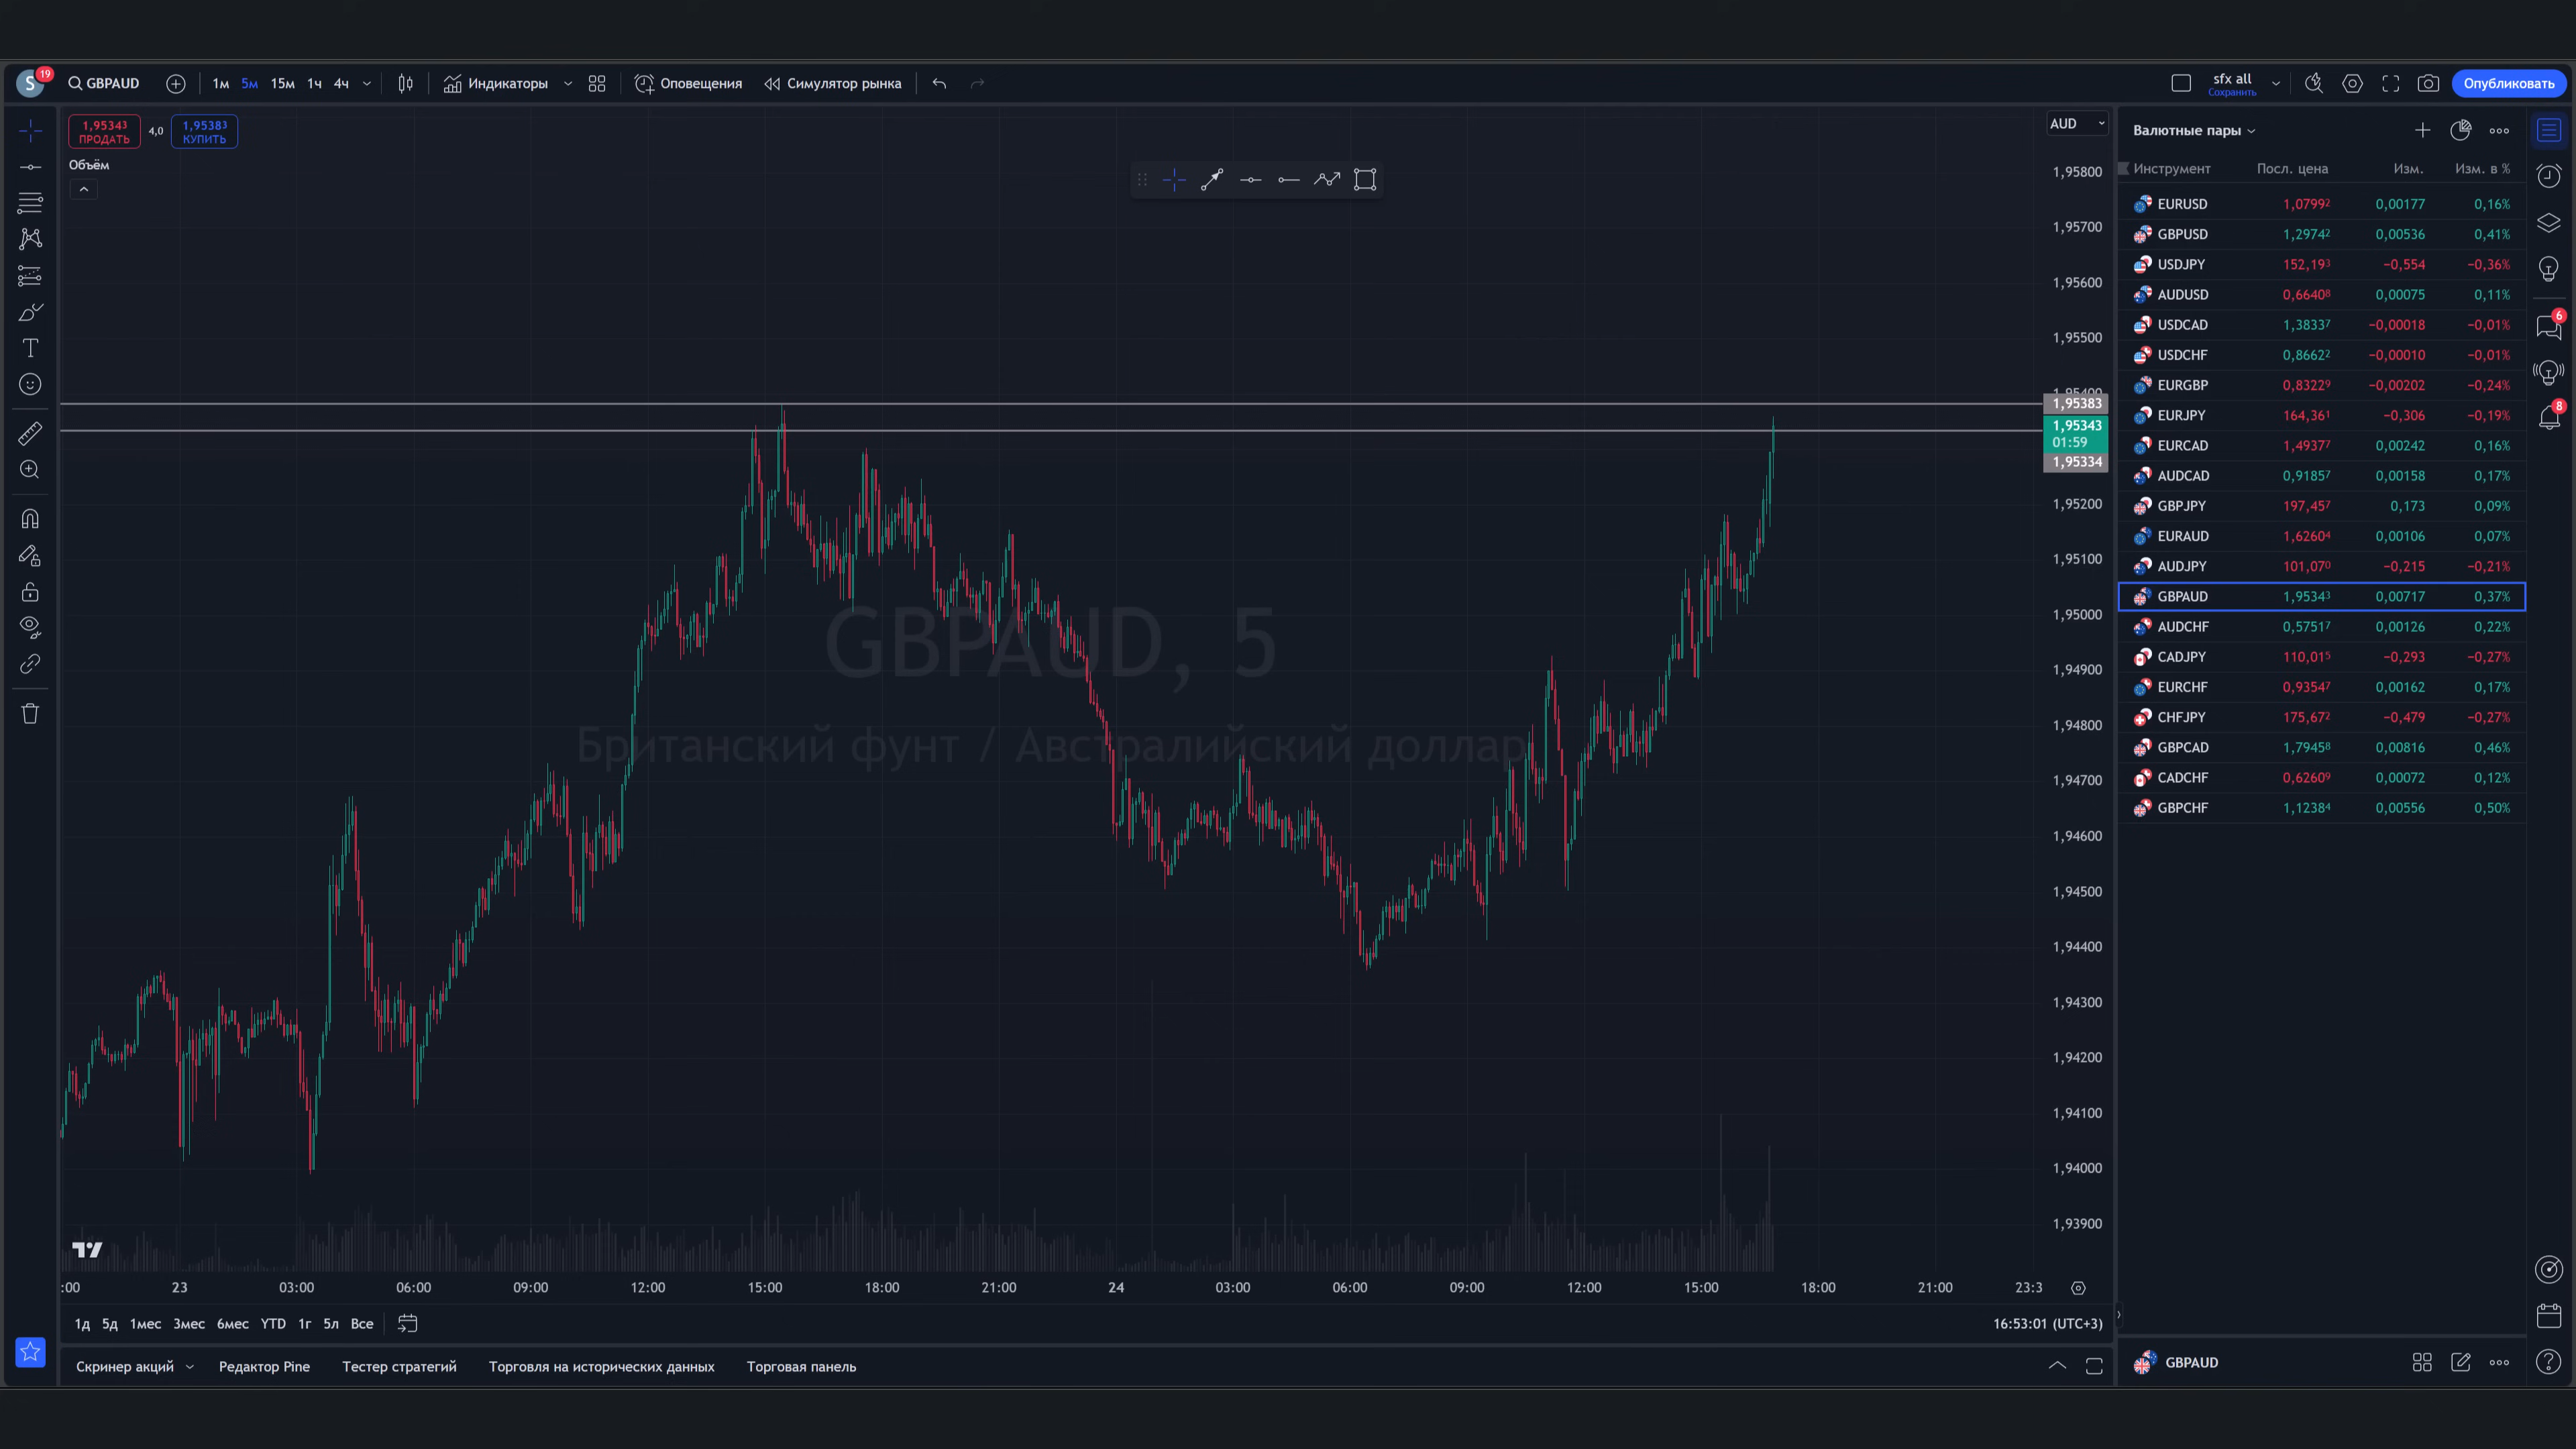 S 19 GBPAUD 1м 5м 15м 1ч 4ч Индикаторы Оповещения Симулятор рынка sfx all Сохранить Опубликовать
1,95343 ПРОДАТЬ 4,0 1,95383 КУПИТЬ
Объём
AUD
1,95800
1,95700
1,95600
1,95500
1,95400
1,95383
1,95343
01:59
1,95334
1,95200
1,95100
1,95000
1,94900
1,94800
1,94700
1,94600
1,94500
1,94400
1,94300
1,94200
1,94100
1,94000
1,93900
GBPAUD, 5
Британский фунт / Австралийский доллар
:00 23 03:00 06:00 09:00 12:00 15:00 18:00 21:00 24 03:00 06:00 09:00 12:00 15:00 18:00 21:00 23:3
1д 5д 1мес 3мес 6мес YTD 1г 5л Все 16:53:01 (UTC+3)
Скринер акций Редактор Pine Тестер стратегий Торговля на исторических данных Торговая панель
Валютные пары
Инструмент Посл. цена Изм. Изм. в %
EURUSD 1,07992 0,00177 0,16%
GBPUSD 1,29742 0,00536 0,41%
USDJPY 152,193 −0,554 −0,36%
AUDUSD 0,66408 0,00075 0,11%
USDCAD 1,38337 −0,00018 −0,01%
USDCHF 0,86622 −0,00010 −0,01%
EURGBP 0,83229 −0,00202 −0,24%
EURJPY 164,361 −0,306 −0,19%
EURCAD 1,49377 0,00242 0,16%
AUDCAD 0,91857 0,00158 0,17%
GBPJPY 197,457 0,173 0,09%
EURAUD 1,62604 0,00106 0,07%
AUDJPY 101,070 −0,215 −0,21%
GBPAUD 1,95343 0,00717 0,37%
AUDCHF 0,57517 0,00126 0,22%
CADJPY 110,015 −0,293 −0,27%
EURCHF 0,93547 0,00162 0,17%
CHFJPY 175,672 −0,479 −0,27%
GBPCAD 1,79458 0,00816 0,46%
CADCHF 0,62609 0,00072 0,12%
GBPCHF 1,12384 0,00556 0,50%
6
8
GBPAUD